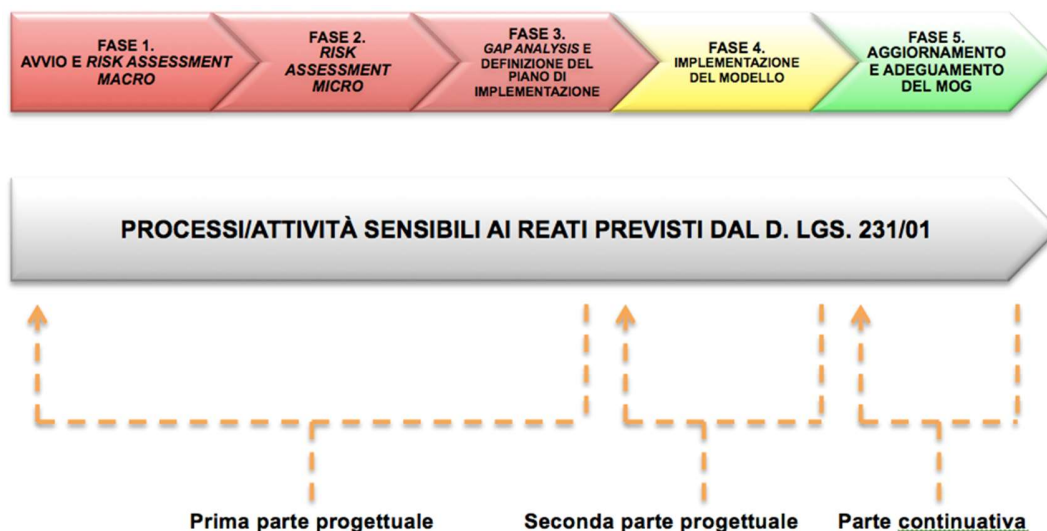 FASE 1.
AVVIO E RISK ASSESSMENT
MACRO
FASE 2.
RISK
ASSESSMENT
MICRO
FASE 3.
GAP ANALYSIS E
DEFINIZIONE DEL
PIANO DI
IMPLEMENTAZIONE
FASE 4.
IMPLEMENTAZIONE
DEL MODELLO
FASE 5.
AGGIORNAMENTO
E ADEGUAMENTO
DEL MOG
PROCESSI/ATTIVITÀ SENSIBILI AI REATI PREVISTI DAL D. LGS. 231/01
Prima parte progettuale
Seconda parte progettuale
Parte continuativa